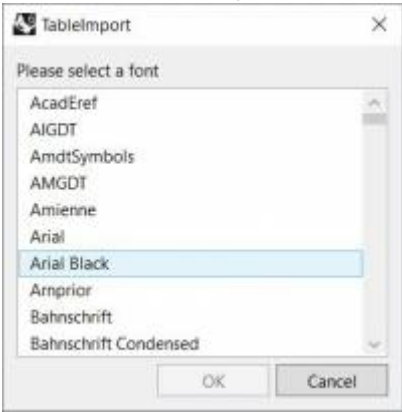 TableImport
Please select a font
AcadEref
AIGDT
AmdtSymbols
AMGDT
Amienne
Arial
Arial Black
Arnprior
Bahnschrift
Bahnschrift Condensed
OK Cancel